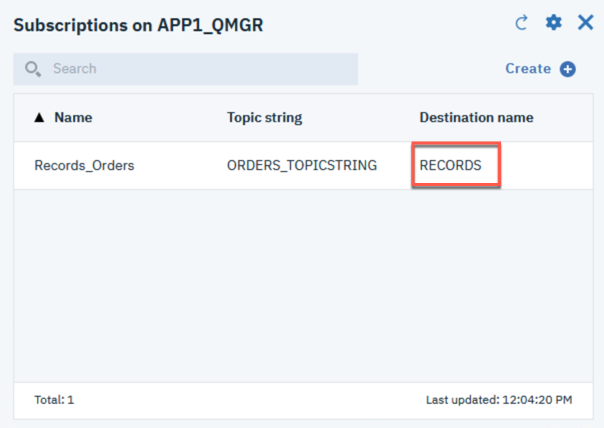 Subscriptions on APP1_QMGR
Search
Create
Name Topic string Destination name
Records_Orders ORDERS_TOPICSTRING RECORDS
Total: 1 Last updated: 12:04:20 PM